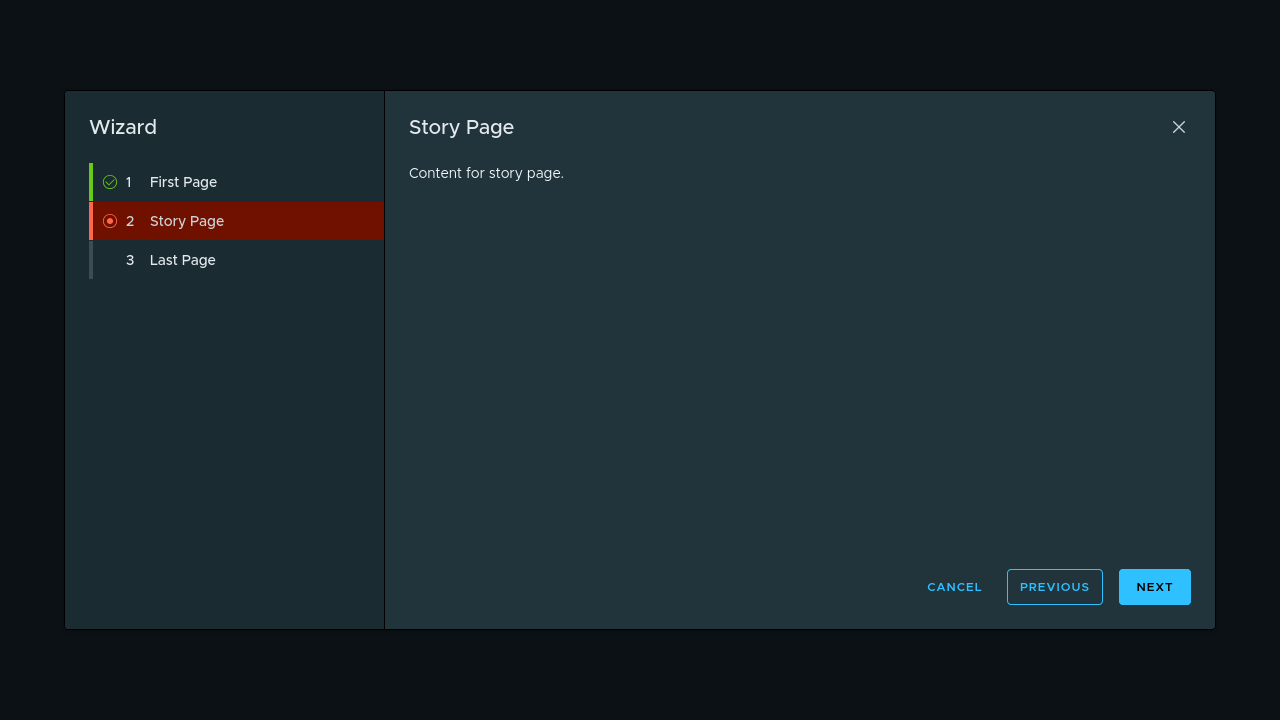 Wizard
1 First Page
2 Story Page
3 Last Page
Story Page
Content for story page.
CANCEL PREVIOUS NEXT